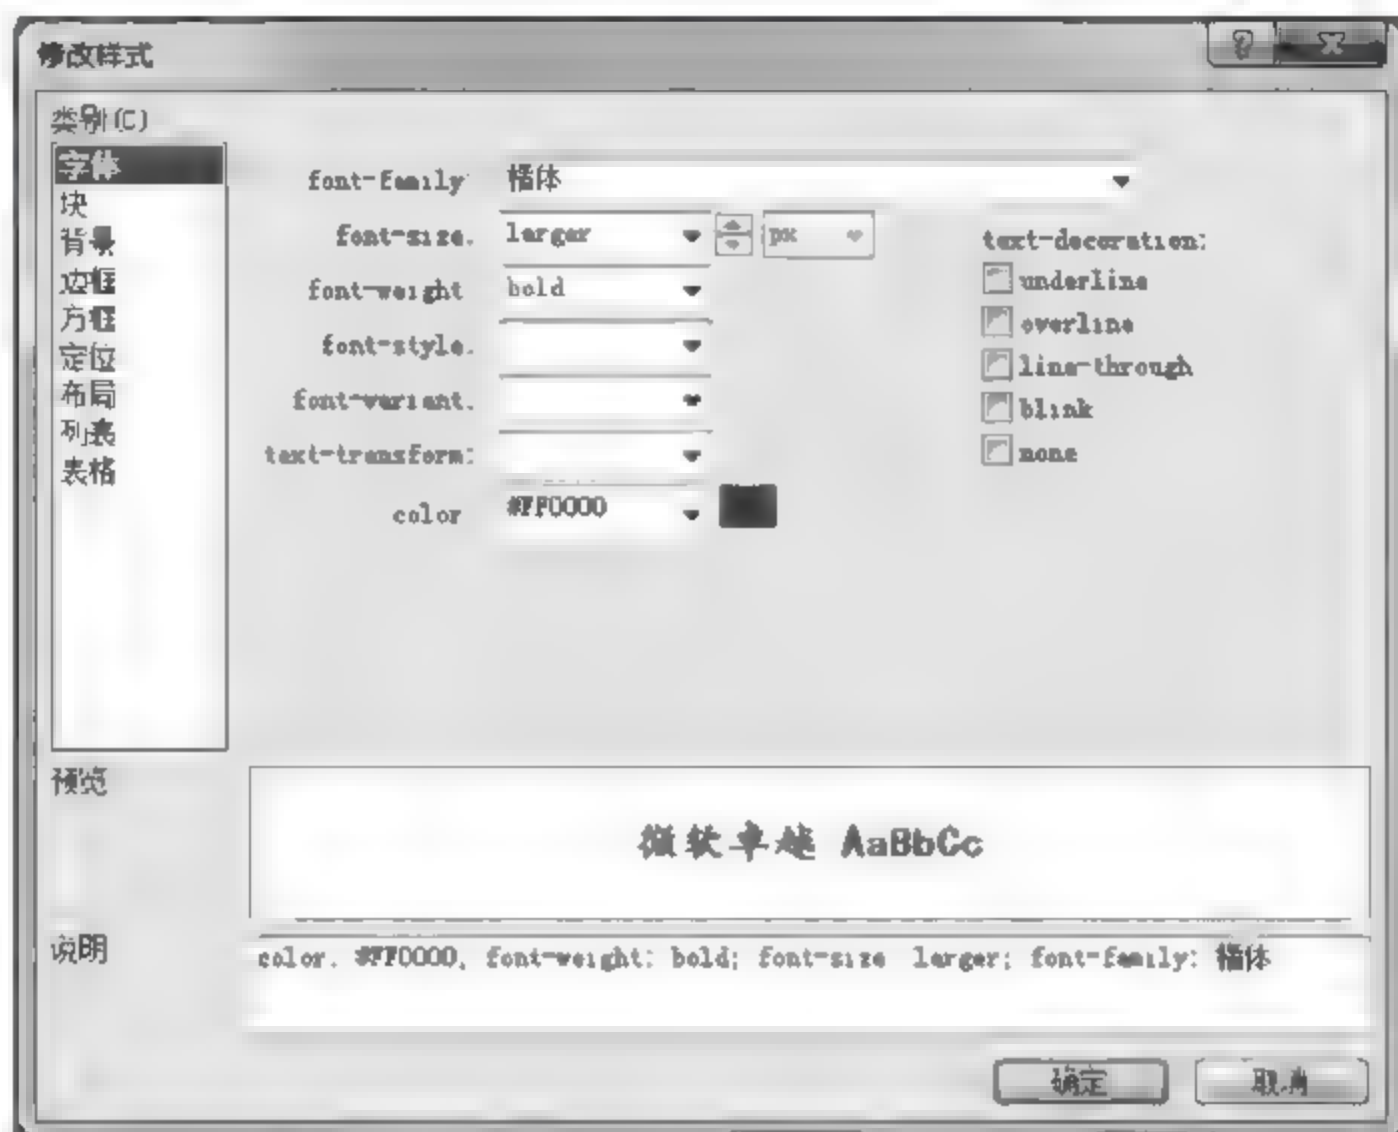 修改样式
类别(C)
字体
块
背景
边框
方框
定位
布局
列表
表格
font-family: 楷体
font-size: larger px
font-weight bold
font-style:
font-variant:
text-transform:
color #FF0000
text-decoration:
underline
overline
line-through
blink
none
预览
微软卓越 AaBbCc
说明
color: #FF0000; font-weight: bold; font-size larger; font-family: 楷体
确定
取消